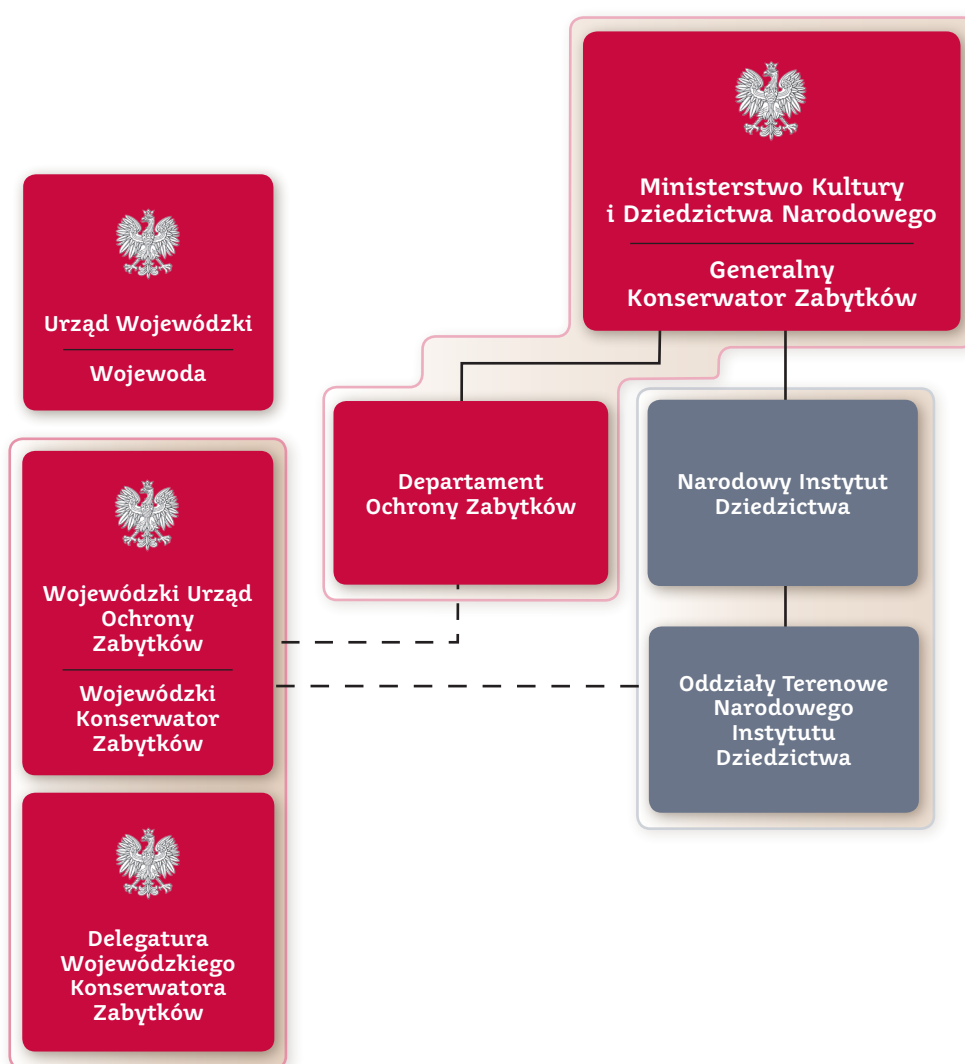 Ministerstwo Kultury
i Dziedzictwa Narodowego
Generalny
Konserwator Zabytków
Urząd Wojewódzki
Wojewoda
Departament
Ochrony Zabytków
Narodowy Instytut
Dziedzictwa
Wojewódzki Urząd
Ochrony
Zabytków
Wojewódzki
Konserwator
Zabytków
Oddziały Terenowe
Narodowego
Instytutu
Dziedzictwa
Delegatura
Wojewódzkiego
Konserwatora
Zabytków